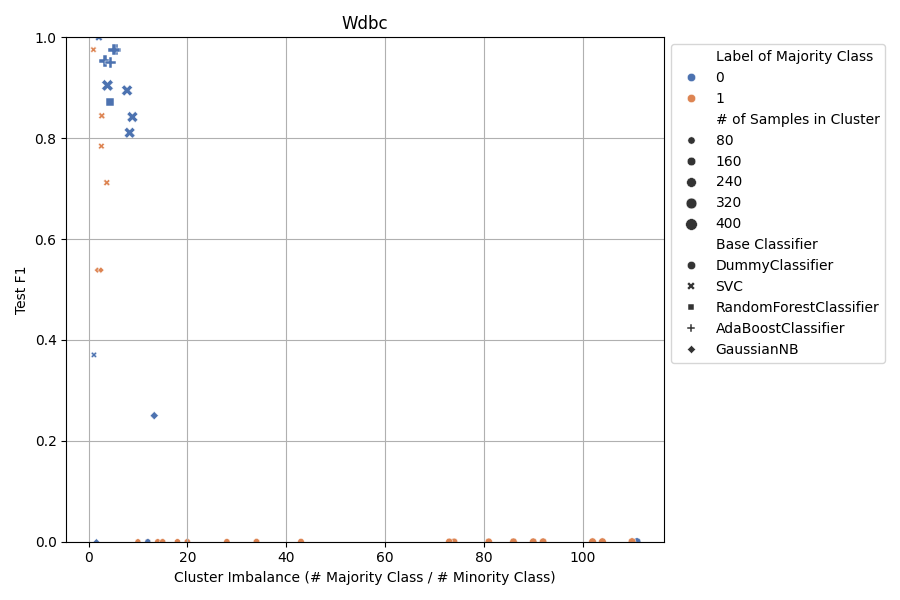 Wdbc
1.0
0.8
0.6
0.4
0.2
0.0
Test F1
0
20
40
60
80
100
Cluster Imbalance (# Majority Class / # Minority Class)
Label of Majority Class
0
1
# of Samples in Cluster
80
160
240
320
400
Base Classifier
DummyClassifier
SVC
RandomForestClassifier
AdaBoostClassifier
GaussianNB